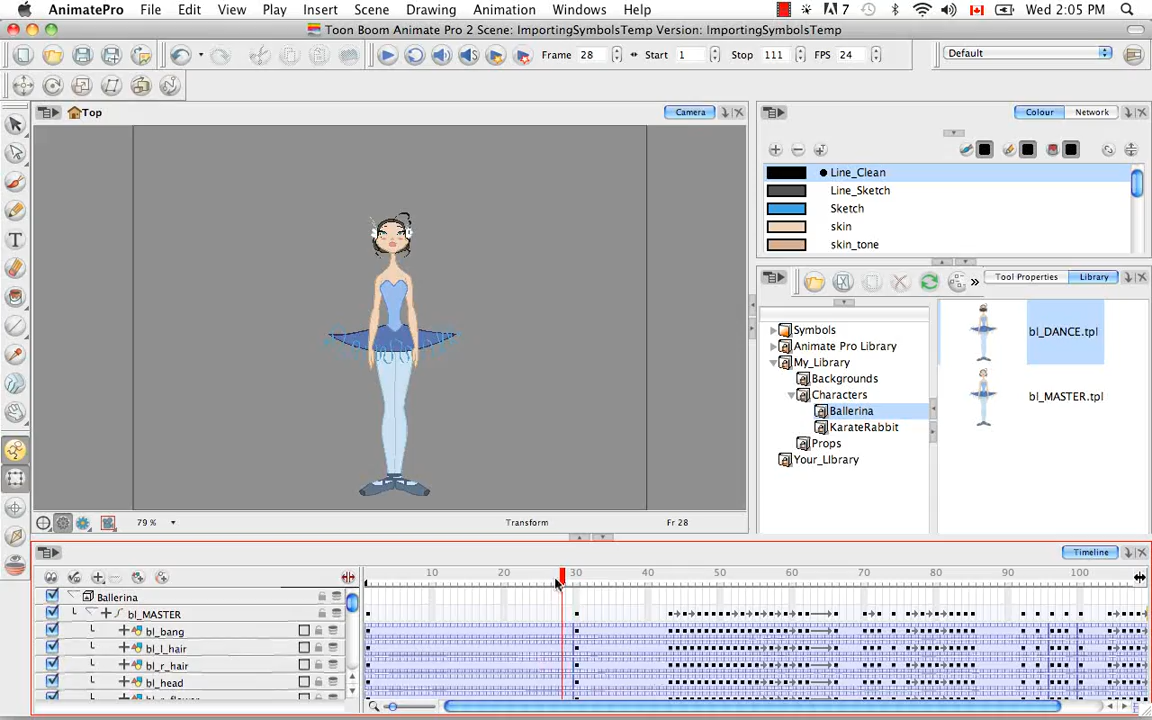 AnimatePro File Edit View Play Insert Scene Drawing Animation Windows Help 7 Wed 2:05 PM
Toon Boom Animate Pro 2 Scene: ImportingSymbolsTemp Version: ImportingSymbolsTemp
Frame 28 Start 1 Stop 111 FPS 24 Default
Top Camera
Colour Network
Line_Clean
Line_Sketch
Sketch
skin
skin_tone
Tool Properties Library
Symbols
Animate Pro Library
My_Library
Backgrounds
Characters
Ballerina
KarateRabbit
Props
Your_LIbrary
bl_DANCE.tpl
bl_MASTER.tpl
79 % Transform Fr 28
Timeline
10 20 30 40 50 60 70 80 90 100
Ballerina
bl_MASTER
bl_bang
bl_l_hair
bl_r_hair
bl_head